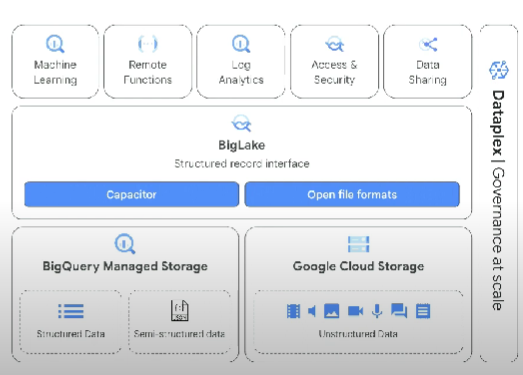 Machine
Learning
Remote
Functions
Log
Analytics
Access &
Security
Data
Sharing
BigLake
Structured record interface
Capacitor
Open file formats
BigQuery Managed Storage
Structured Data
Semi-structured data
Google Cloud Storage
Unstructured Data
Dataplex | Governance at scale